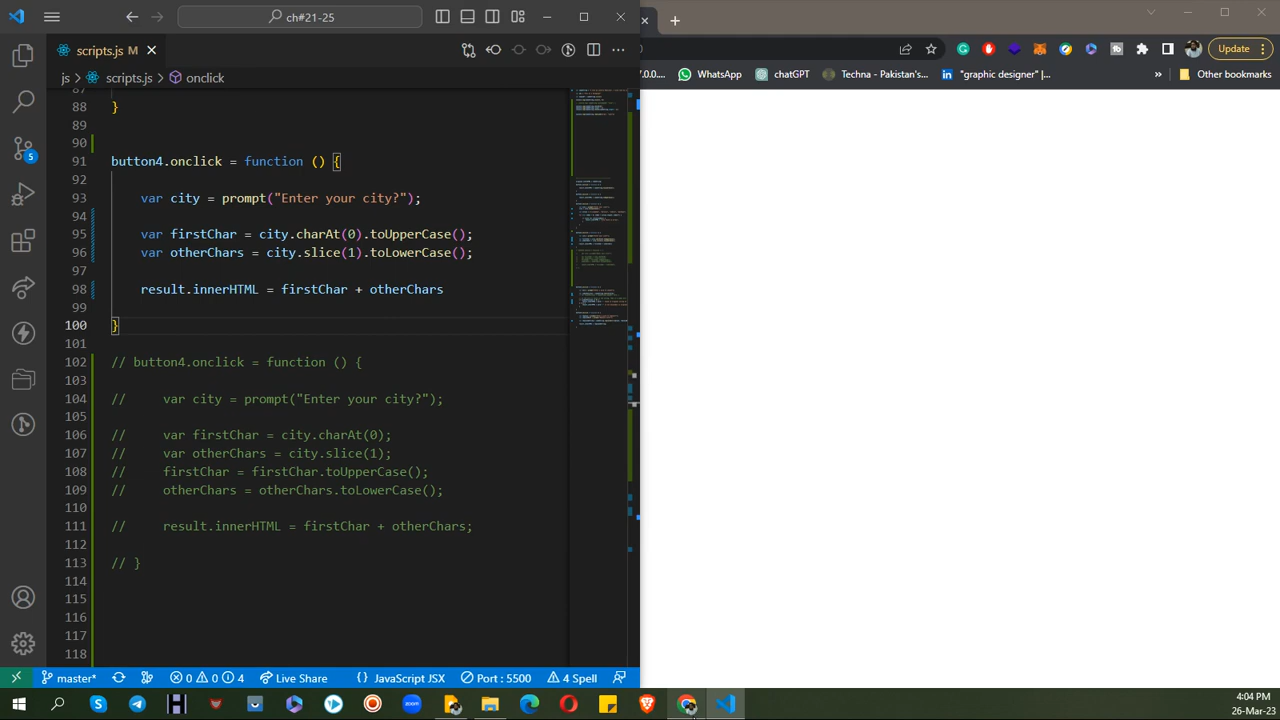 ch#21-25
scripts.js M
js > scripts.js > onclick
87
88 }
89
90
91 button4.onclick = function () {
92
93 var city = prompt("Enter your city?");
94
95 var firstChar = city.charAt(0).toUpperCase();
96 var otherChars = city.slice(1).toLowerCase();
97
98 result.innerHTML = firstChar + otherChars
99
100 }
101
102 // button4.onclick = function () {
103
104 // var city = prompt("Enter your city?");
105
106 // var firstChar = city.charAt(0);
107 // var otherChars = city.slice(1);
108 // firstChar = firstChar.toUpperCase();
109 // otherChars = otherChars.toLowerCase();
110
111 // result.innerHTML = firstChar + otherChars;
112
113 // }
114
115
116
117
118
5
master* 0 0 4 Live Share { } JavaScript JSX Port : 5500 4 Spell
Update
7.0.0... WhatsApp chatGPT Techna - Pakistan's... "graphic designer" |... » Other bookmarks
zoom
4:04 PM
26-Mar-23